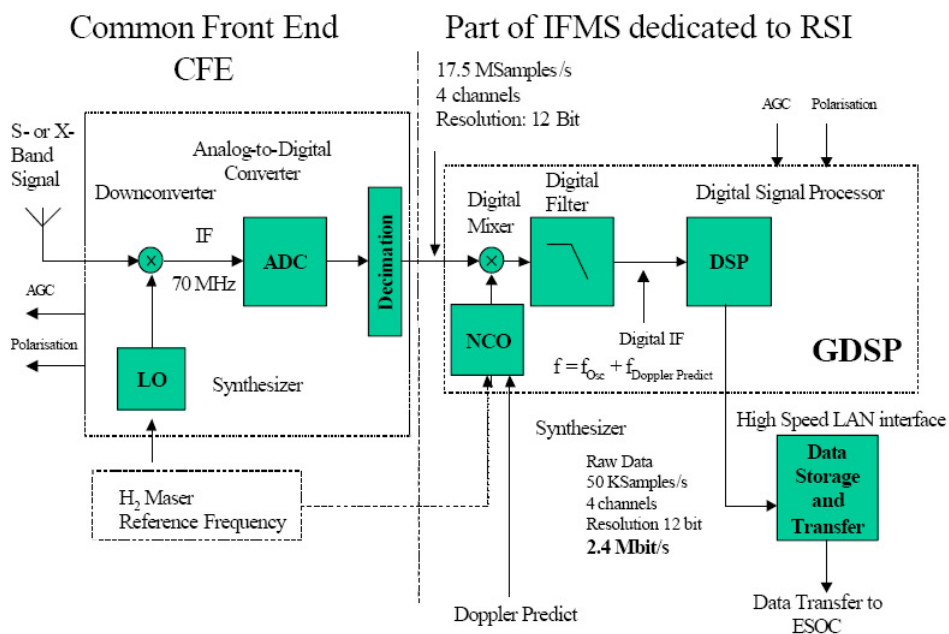 Common Front End
CFE
Part of IFMS dedicated to RSI
17.5 MSamples/s
4 channels
Resolution: 12 Bit
AGC
Polarisation
S- or X-
Band
Signal
Analog-to-Digital
Converter
Downconverter
IF
70 MHz
ADC
Decimation
Digital
Mixer
Digital
Filter
Digital Signal Processor
DSP
NCO
Digital IF
f = fOsc + fDoppler Predict
GDSP
AGC
Polarisation
LO
Synthesizer
H2 Maser
Reference Frequency
Synthesizer
Raw Data
50 KSamples/s
4 channels
Resolution 12 bit
2.4 Mbit/s
High Speed LAN interface
Data
Storage
and
Transfer
Doppler Predict
Data Transfer to
ESOC